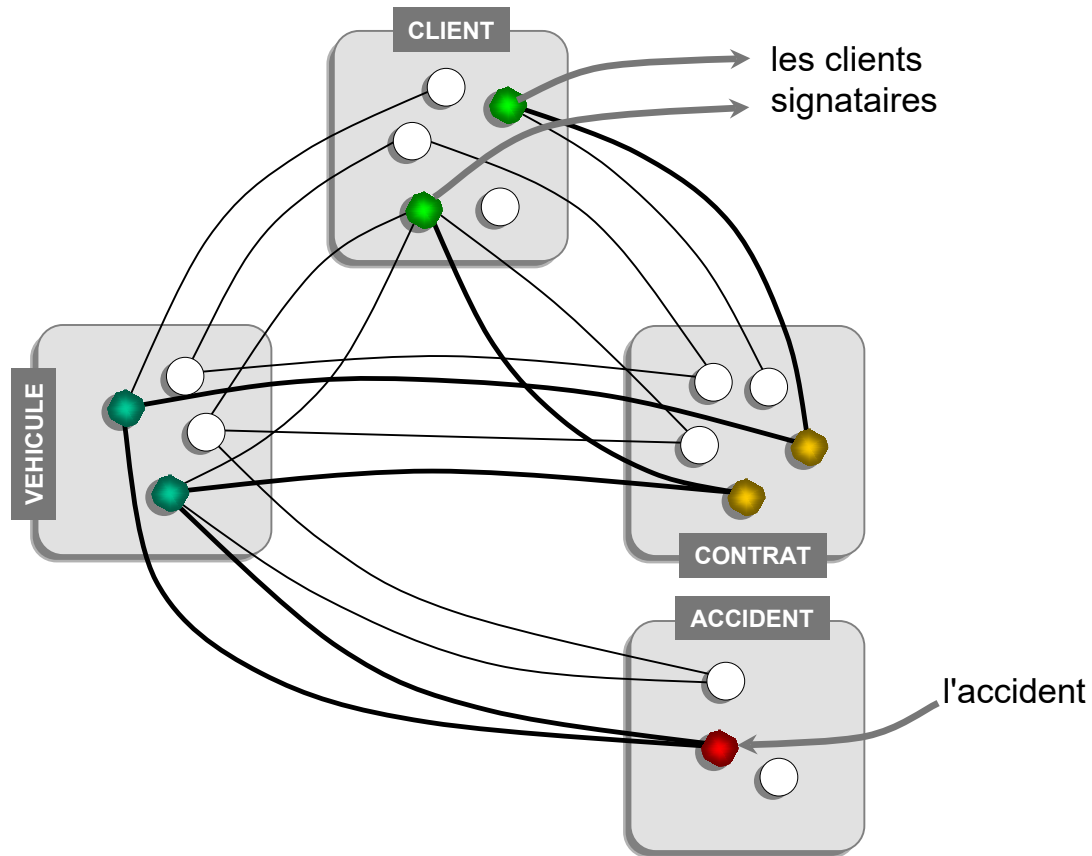 CLIENT
les clients
signataires
VEHICULE
CONTRAT
ACCIDENT
l'accident